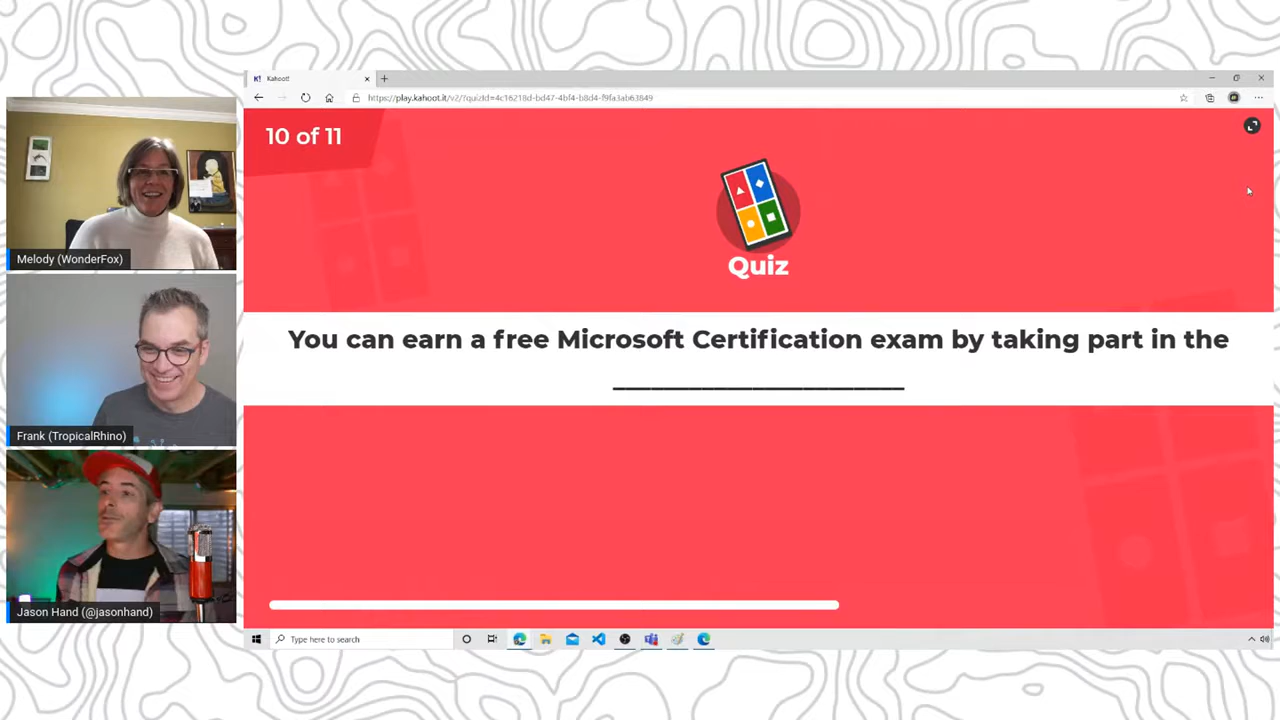 K! Kahoot!
https://play.kahoot.it/v2/?quizId=4c16218d-bd47-4bf4-b8d4-f9fa3ab63849
10 of 11
Quiz
You can earn a free Microsoft Certification exam by taking part in the
______________________
Melody (WonderFox)
Frank (TropicalRhino)
Jason Hand (@jasonhand)
Type here to search